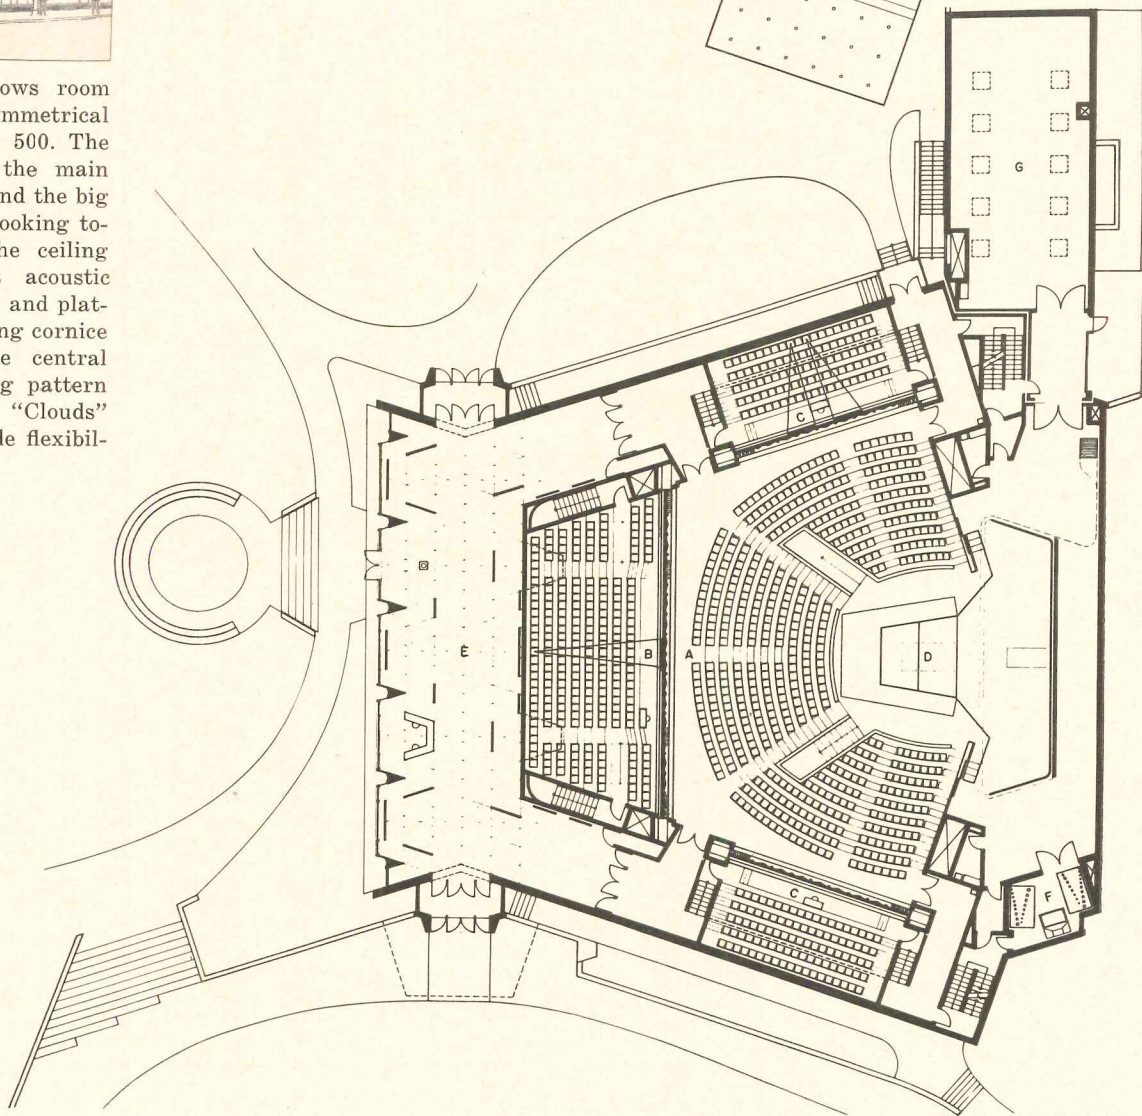 ows room
mmetrical
500. The
the main
nd the big
ooking to-
he ceiling
acoustic
and plat-
ng cornice
e central
g pattern
"Clouds"
le flexibil-
G
C
E
B
A
D
C
F